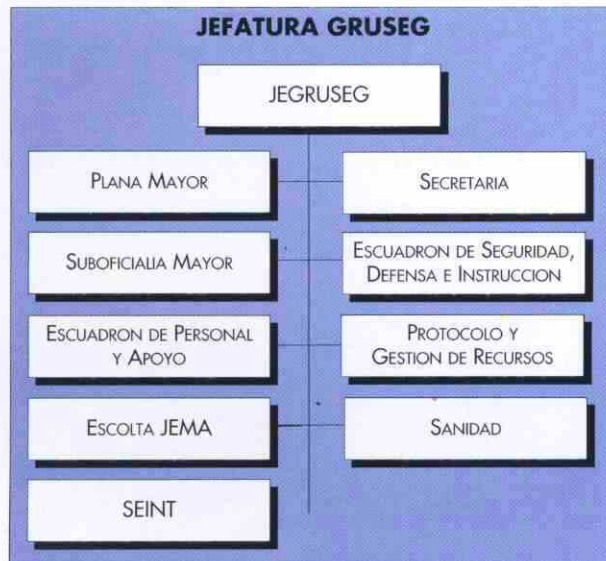 JEFATURA GRUSEG
JEGRUSEG
PLANA MAYOR
SECRETARIA
SUBOFICIALIA MAYOR
ESCUADRON DE SEGURIDAD,
DEFENSA E INSTRUCCION
ESCUADRON DE PERSONAL
Y APOYO
PROTOCOLO Y
GESTION DE RECURSOS
ESCOLTA JEMA
SANIDAD
SEINT